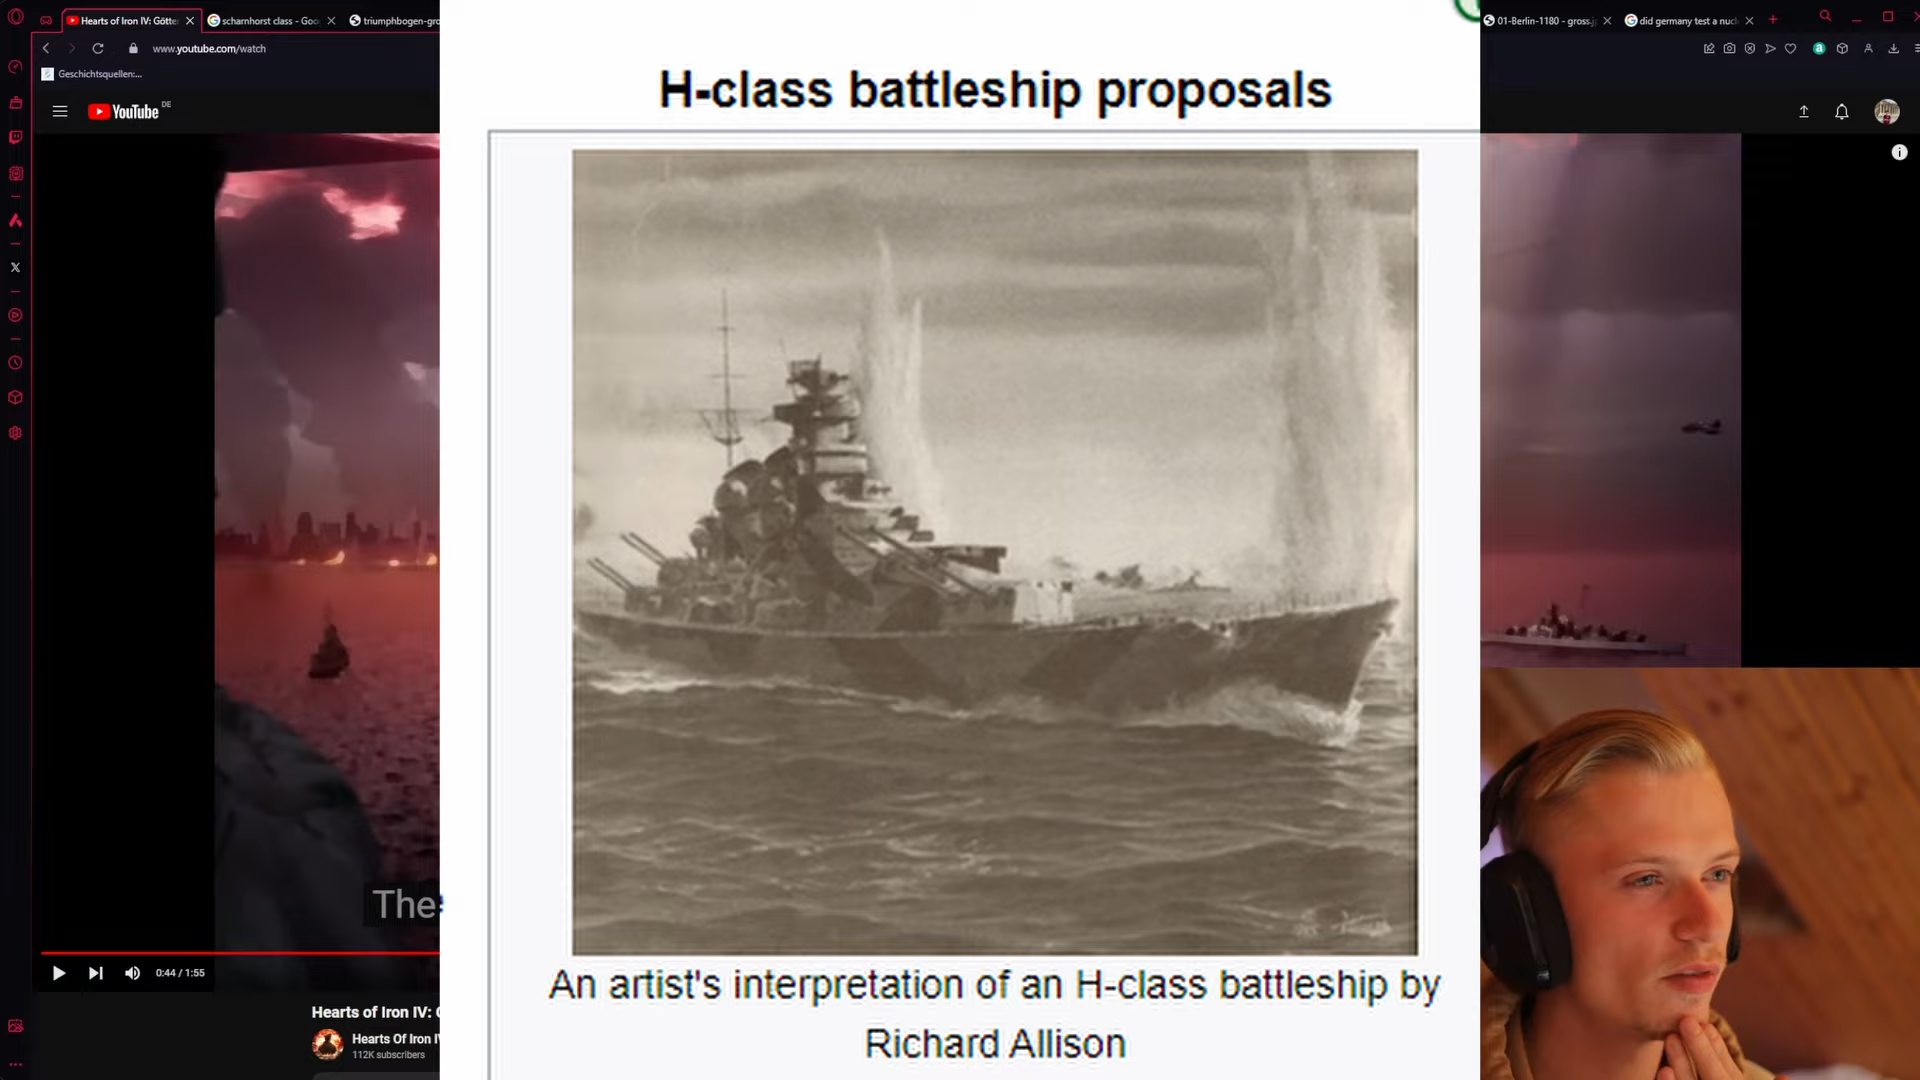 Hearts of Iron IV: Götter
scharnhorst class - Goo
triumphbogen-gro
01-Berlin-1180 - gross.j
did germany test a nuc
www.youtube.com/watch
Geschichtsquellen:...
YouTube DE
H-class battleship proposals
The
0:44 / 1:55
An artist's interpretation of an H-class battleship by
Richard Allison
Hearts of Iron IV:
Hearts Of Iron I
112K subscribers